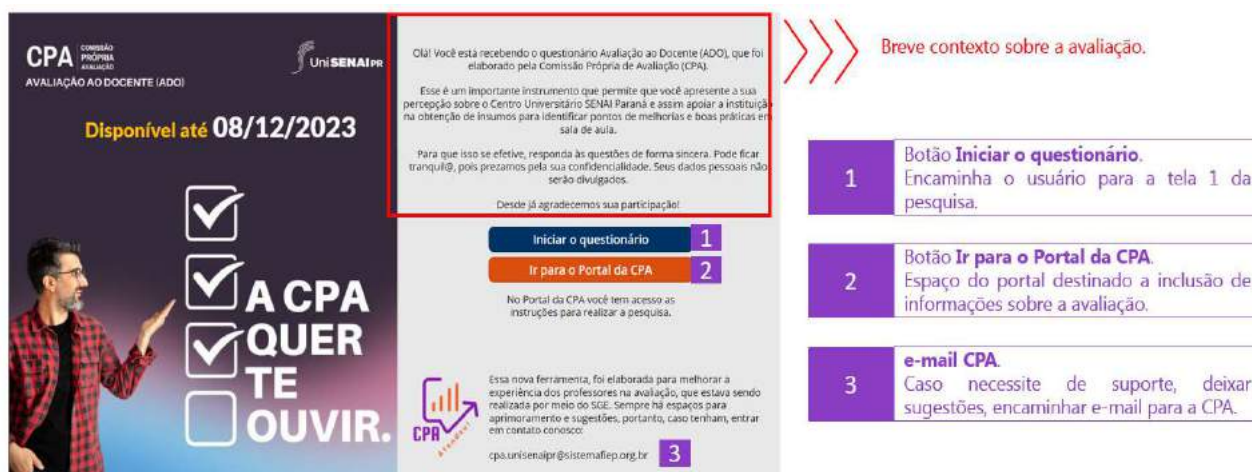 CPA COMISSÃO
PRÓPRIA
AVALIAÇÃO
AVALIAÇÃO AO DOCENTE (ADO)
UniSENAIPR
Disponível até 08/12/2023
A CPA
QUER
TE
OUVIR.
Olá! Você está recebendo o questionário Avaliação ao Docente (ADO), que foi
elaborado pela Comissão Própria de Avaliação (CPA).
Esse é um importante instrumento que permite que você apresente a sua
percepção sobre o Centro Universitário SENAI Paraná e assim apoiar a instituição
na obtenção de insumos para identificar pontos de melhorias e boas práticas em
sala de aula.
Para que isso se efetive, responda às questões de forma sincera. Pode ficar
tranquil@, pois prezamos pela sua confidencialidade. Seus dados pessoais não
serão divulgados.
Desde já agradecemos sua participação!
Iniciar o questionário 1
Ir para o Portal da CPA 2
No Portal da CPA você tem acesso as
instruções para realizar a pesquisa.
CPA
Essa nova ferramenta, foi elaborada para melhorar a
experiência dos professores na avaliação, que estava sendo
realizada por meio do SGE. Sempre há espaços para
aprimoramento e sugestões, portanto, caso tenham, entrar
em contato conosco:
cpa.unisenaipr@sistemafiep.org.br 3
Breve contexto sobre a avaliação.
1
Botão Iniciar o questionário.
Encaminha o usuário para a tela 1 da
pesquisa.
2
Botão Ir para o Portal da CPA.
Espaço do portal destinado a inclusão de
informações sobre a avaliação.
3
e-mail CPA.
Caso necessite de suporte, deixar
sugestões, encaminhar e-mail para a CPA.